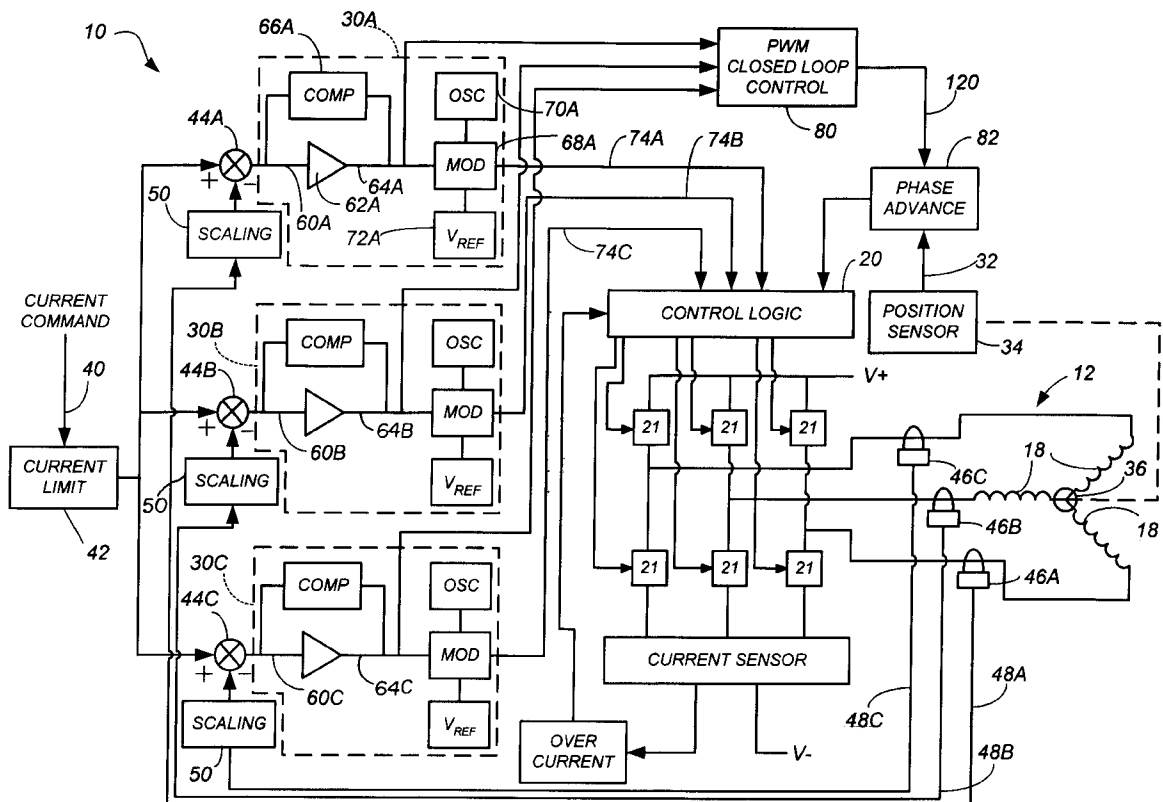 10
66A
30A
PWM
CLOSED LOOP
CONTROL
80
120
COMP
OSC
70A
44A
+
-
60A
62A
64A
MOD
68A
74A
74B
82
PHASE
ADVANCE
50
SCALING
72A
VREF
74C
20
32
CURRENT
COMMAND
CONTROL LOGIC
POSITION
SENSOR
34
40
30B
COMP
OSC
44B
+
-
60B
64B
MOD
V+
12
21
21
21
CURRENT
LIMIT
42
50
SCALING
VREF
46C
18
36
46B
18
30C
COMP
OSC
21
21
21
46A
44C
+
-
60C
64C
MOD
CURRENT SENSOR
50
SCALING
VREF
OVER
CURRENT
V-
48C
48A
48B